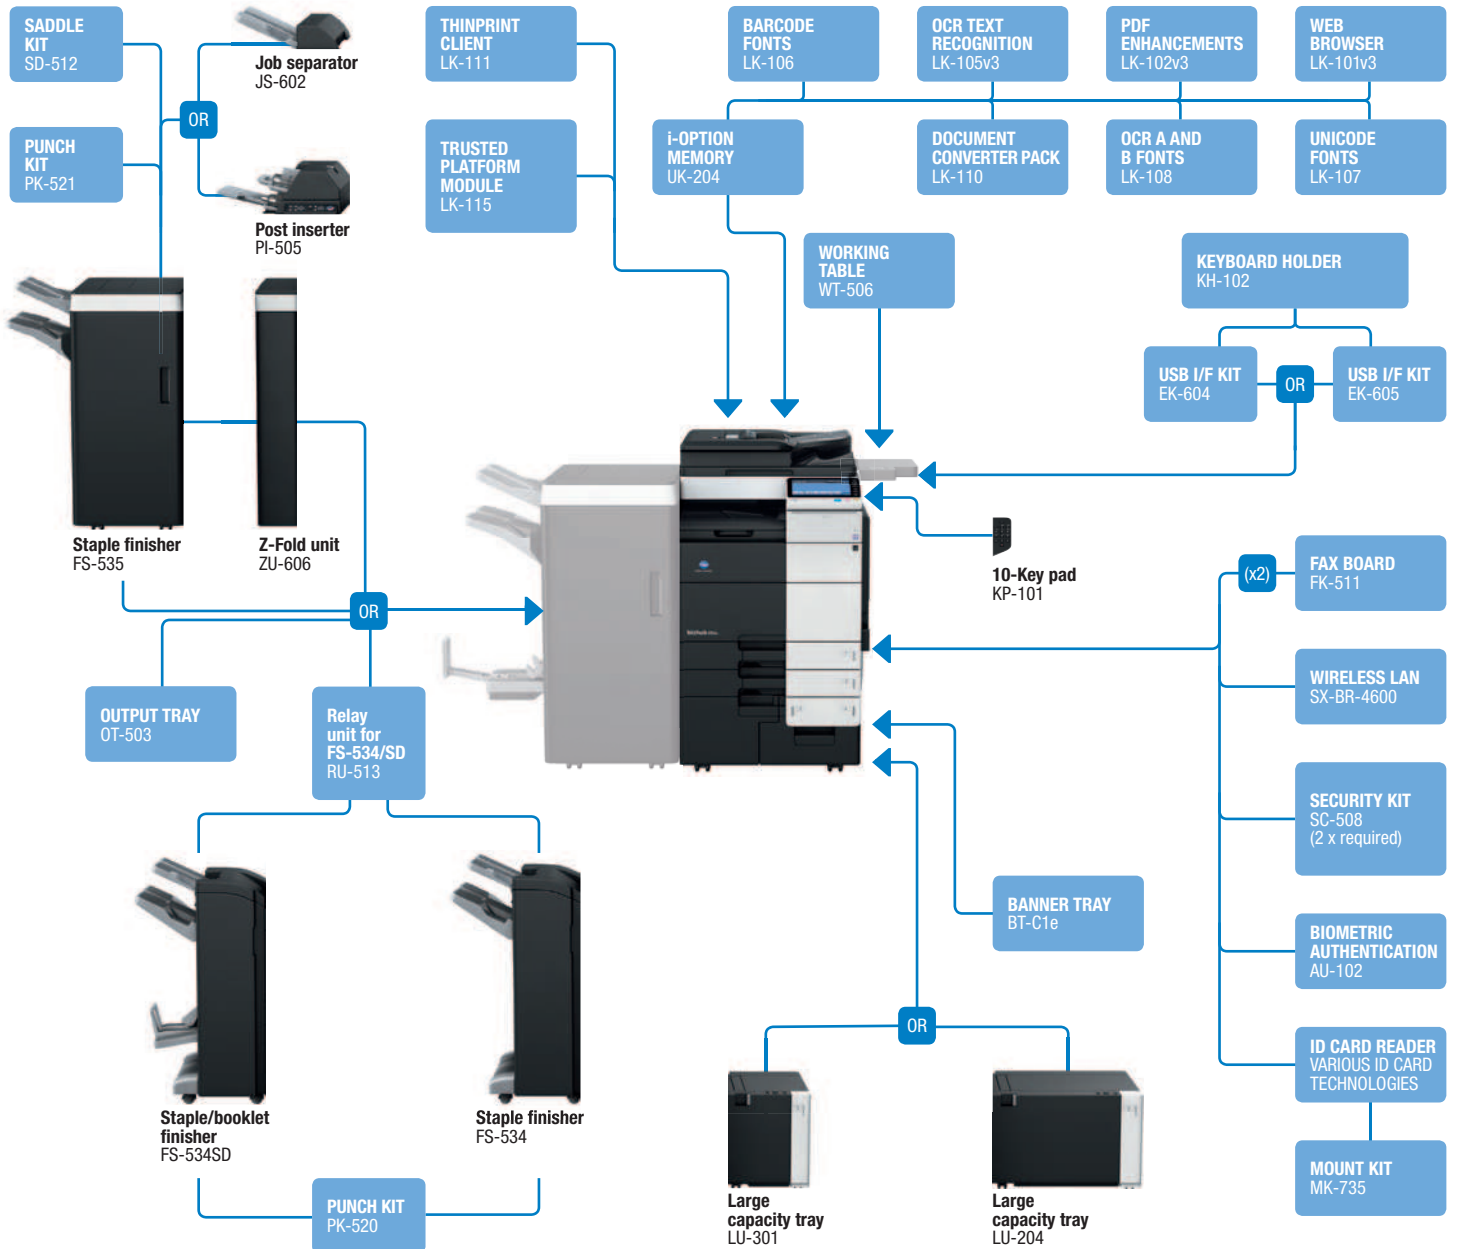 SADDLE
KIT
SD-512
Job separator
JS-602
OR
PUNCH
KIT
PK-521
Post inserter
PI-505
THINPRINT
CLIENT
LK-111
TRUSTED
PLATFORM
MODULE
LK-115
BARCODE
FONTS
LK-106
OCR TEXT
RECOGNITION
LK-105v3
PDF
ENHANCEMENTS
LK-102v3
WEB
BROWSER
LK-101v3
i-OPTION
MEMORY
UK-204
DOCUMENT
CONVERTER PACK
LK-110
OCR A AND
B FONTS
LK-108
UNICODE
FONTS
LK-107
WORKING
TABLE
WT-506
KEYBOARD HOLDER
KH-102
USB I/F KIT
EK-604
OR
USB I/F KIT
EK-605
Staple finisher
FS-535
Z-Fold unit
ZU-606
10-Key pad
KP-101
OR
(x2)
FAX BOARD
FK-511
WIRELESS LAN
SX-BR-4600
SECURITY KIT
SC-508
(2 x required)
BIOMETRIC
AUTHENTICATION
AU-102
ID CARD READER
VARIOUS ID CARD
TECHNOLOGIES
MOUNT KIT
MK-735
OUTPUT TRAY
OT-503
Relay
unit for
FS-534/SD
RU-513
BANNER TRAY
BT-C1e
OR
Staple/booklet
finisher
FS-534SD
Staple finisher
FS-534
PUNCH KIT
PK-520
Large
capacity tray
LU-301
Large
capacity tray
LU-204